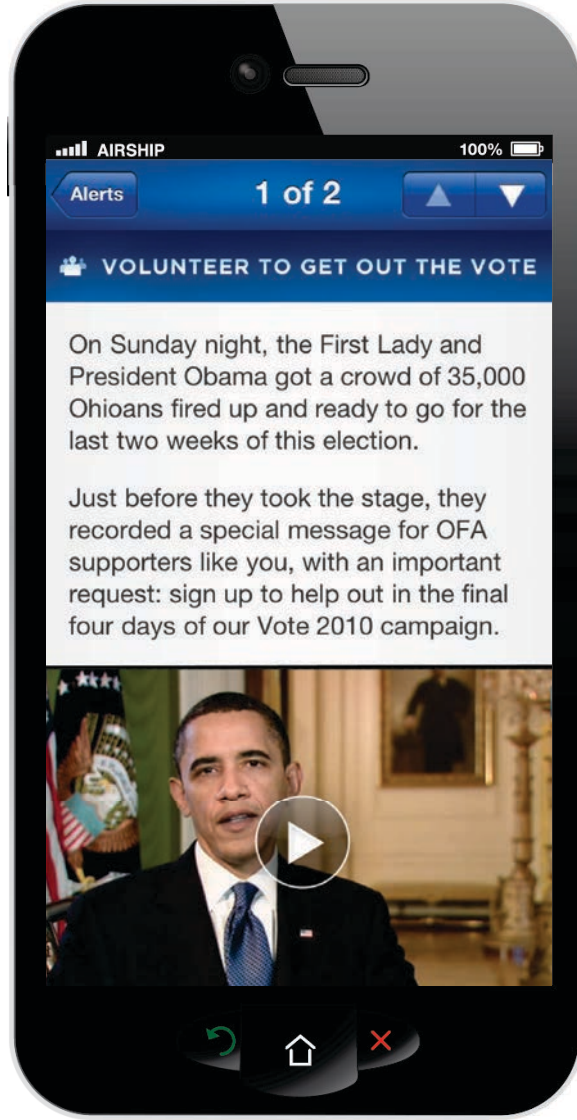 AIRSHIP 100%
Alerts 1 of 2
VOLUNTEER TO GET OUT THE VOTE
On Sunday night, the First Lady and
President Obama got a crowd of 35,000
Ohioans fired up and ready to go for the
last two weeks of this election.
Just before they took the stage, they
recorded a special message for OFA
supporters like you, with an important
request: sign up to help out in the final
four days of our Vote 2010 campaign.